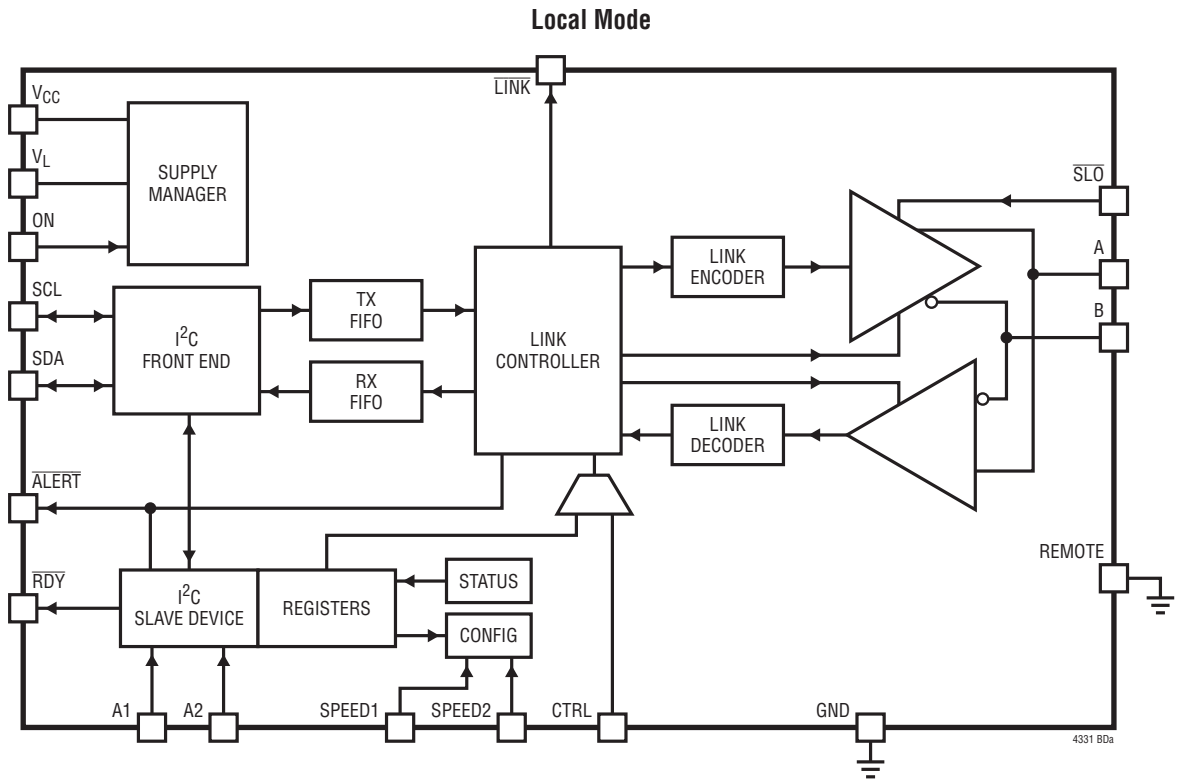 Local Mode
LINK
VCC
VL
ON
SUPPLY
MANAGER
SLO
A
B
SCL
SDA
I2C
FRONT END
TX
FIFO
RX
FIFO
LINK
CONTROLLER
LINK
ENCODER
LINK
DECODER
ALERT
RDY
I2C
SLAVE DEVICE
REGISTERS
STATUS
CONFIG
REMOTE
A1
A2
SPEED1
SPEED2
CTRL
GND
4331 BDa